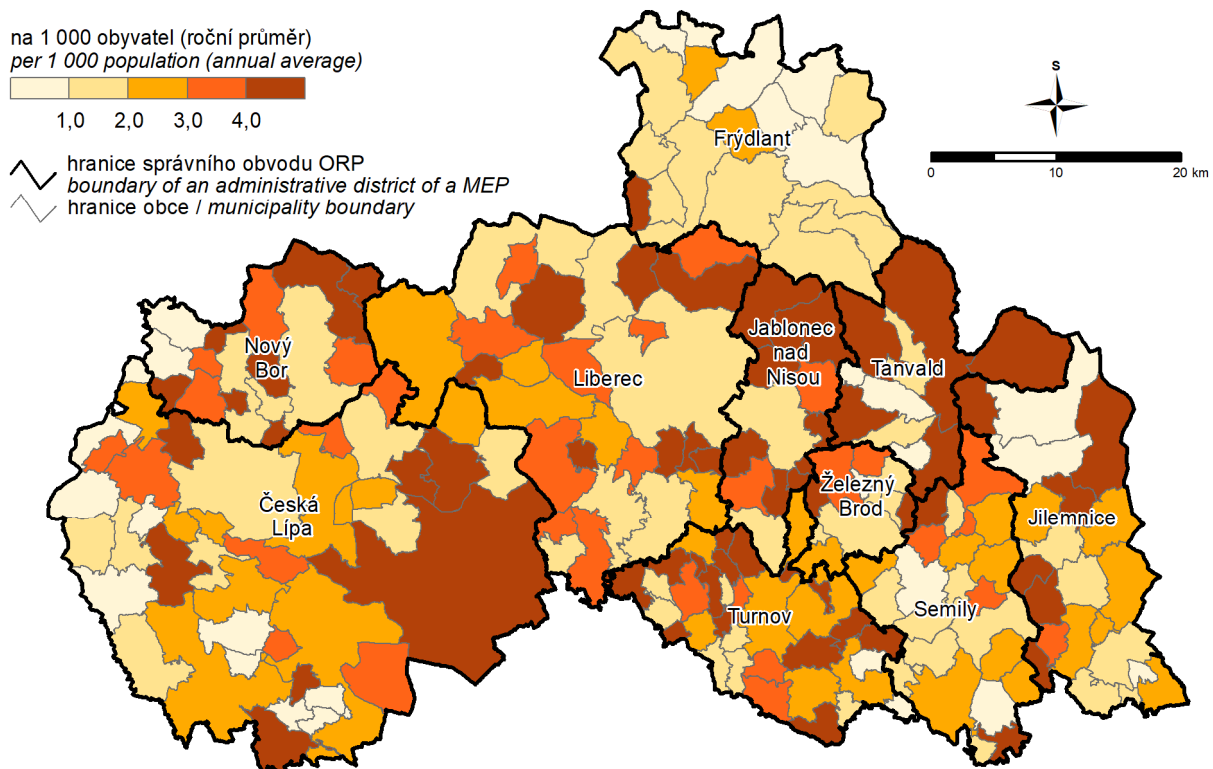 na 1 000 obyvatel (roční průměr)
per 1 000 population (annual average)
1,0 2,0 3,0 4,0
hranice správního obvodu ORP
boundary of an administrative district of a MEP
hranice obce / municipality boundary
S
0 10 20 km
Frýdlant
Nový
Bor
Liberec
Jablonec
nad
Nisou
Tanvald
Česká
Lípa
Železný
Brod
Jilemnice
Turnov
Semily